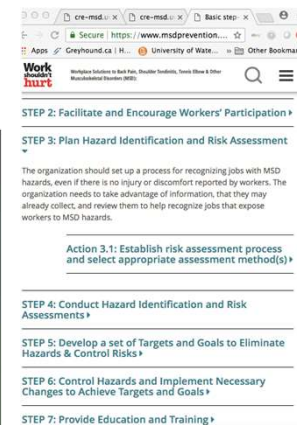 cre-msd.u
cre-msd.u
Basic step
Secure | https://www.msdprevention....
Apps Greyhound.ca | H... University of Wate... » Other Bookmar
Work
shouldn't
hurt
Workplace Solutions to Back Pain, Shoulder Tendinitis, Tennis Elbow & Other
Musculoskeletal Disorders (MSD):
STEP 2: Facilitate and Encourage Workers' Participation
STEP 3: Plan Hazard Identification and Risk Assessment
The organization should set up a process for recognizing jobs with MSD
hazards, even if there is no injury or discomfort reported by workers. The
organization needs to take advantage of information, that they may
already collect, and review them to help recognize jobs that expose
workers to MSD hazards.
Action 3.1: Establish risk assessment process
and select appropriate assessment method(s)
STEP 4: Conduct Hazard Identification and Risk
Assessments
STEP 5: Develop a set of Targets and Goals to Eliminate
Hazards & Control Risks
STEP 6: Control Hazards and Implement Necessary
Changes to Achieve Targets and Goals
STEP 7: Provide Education and Training